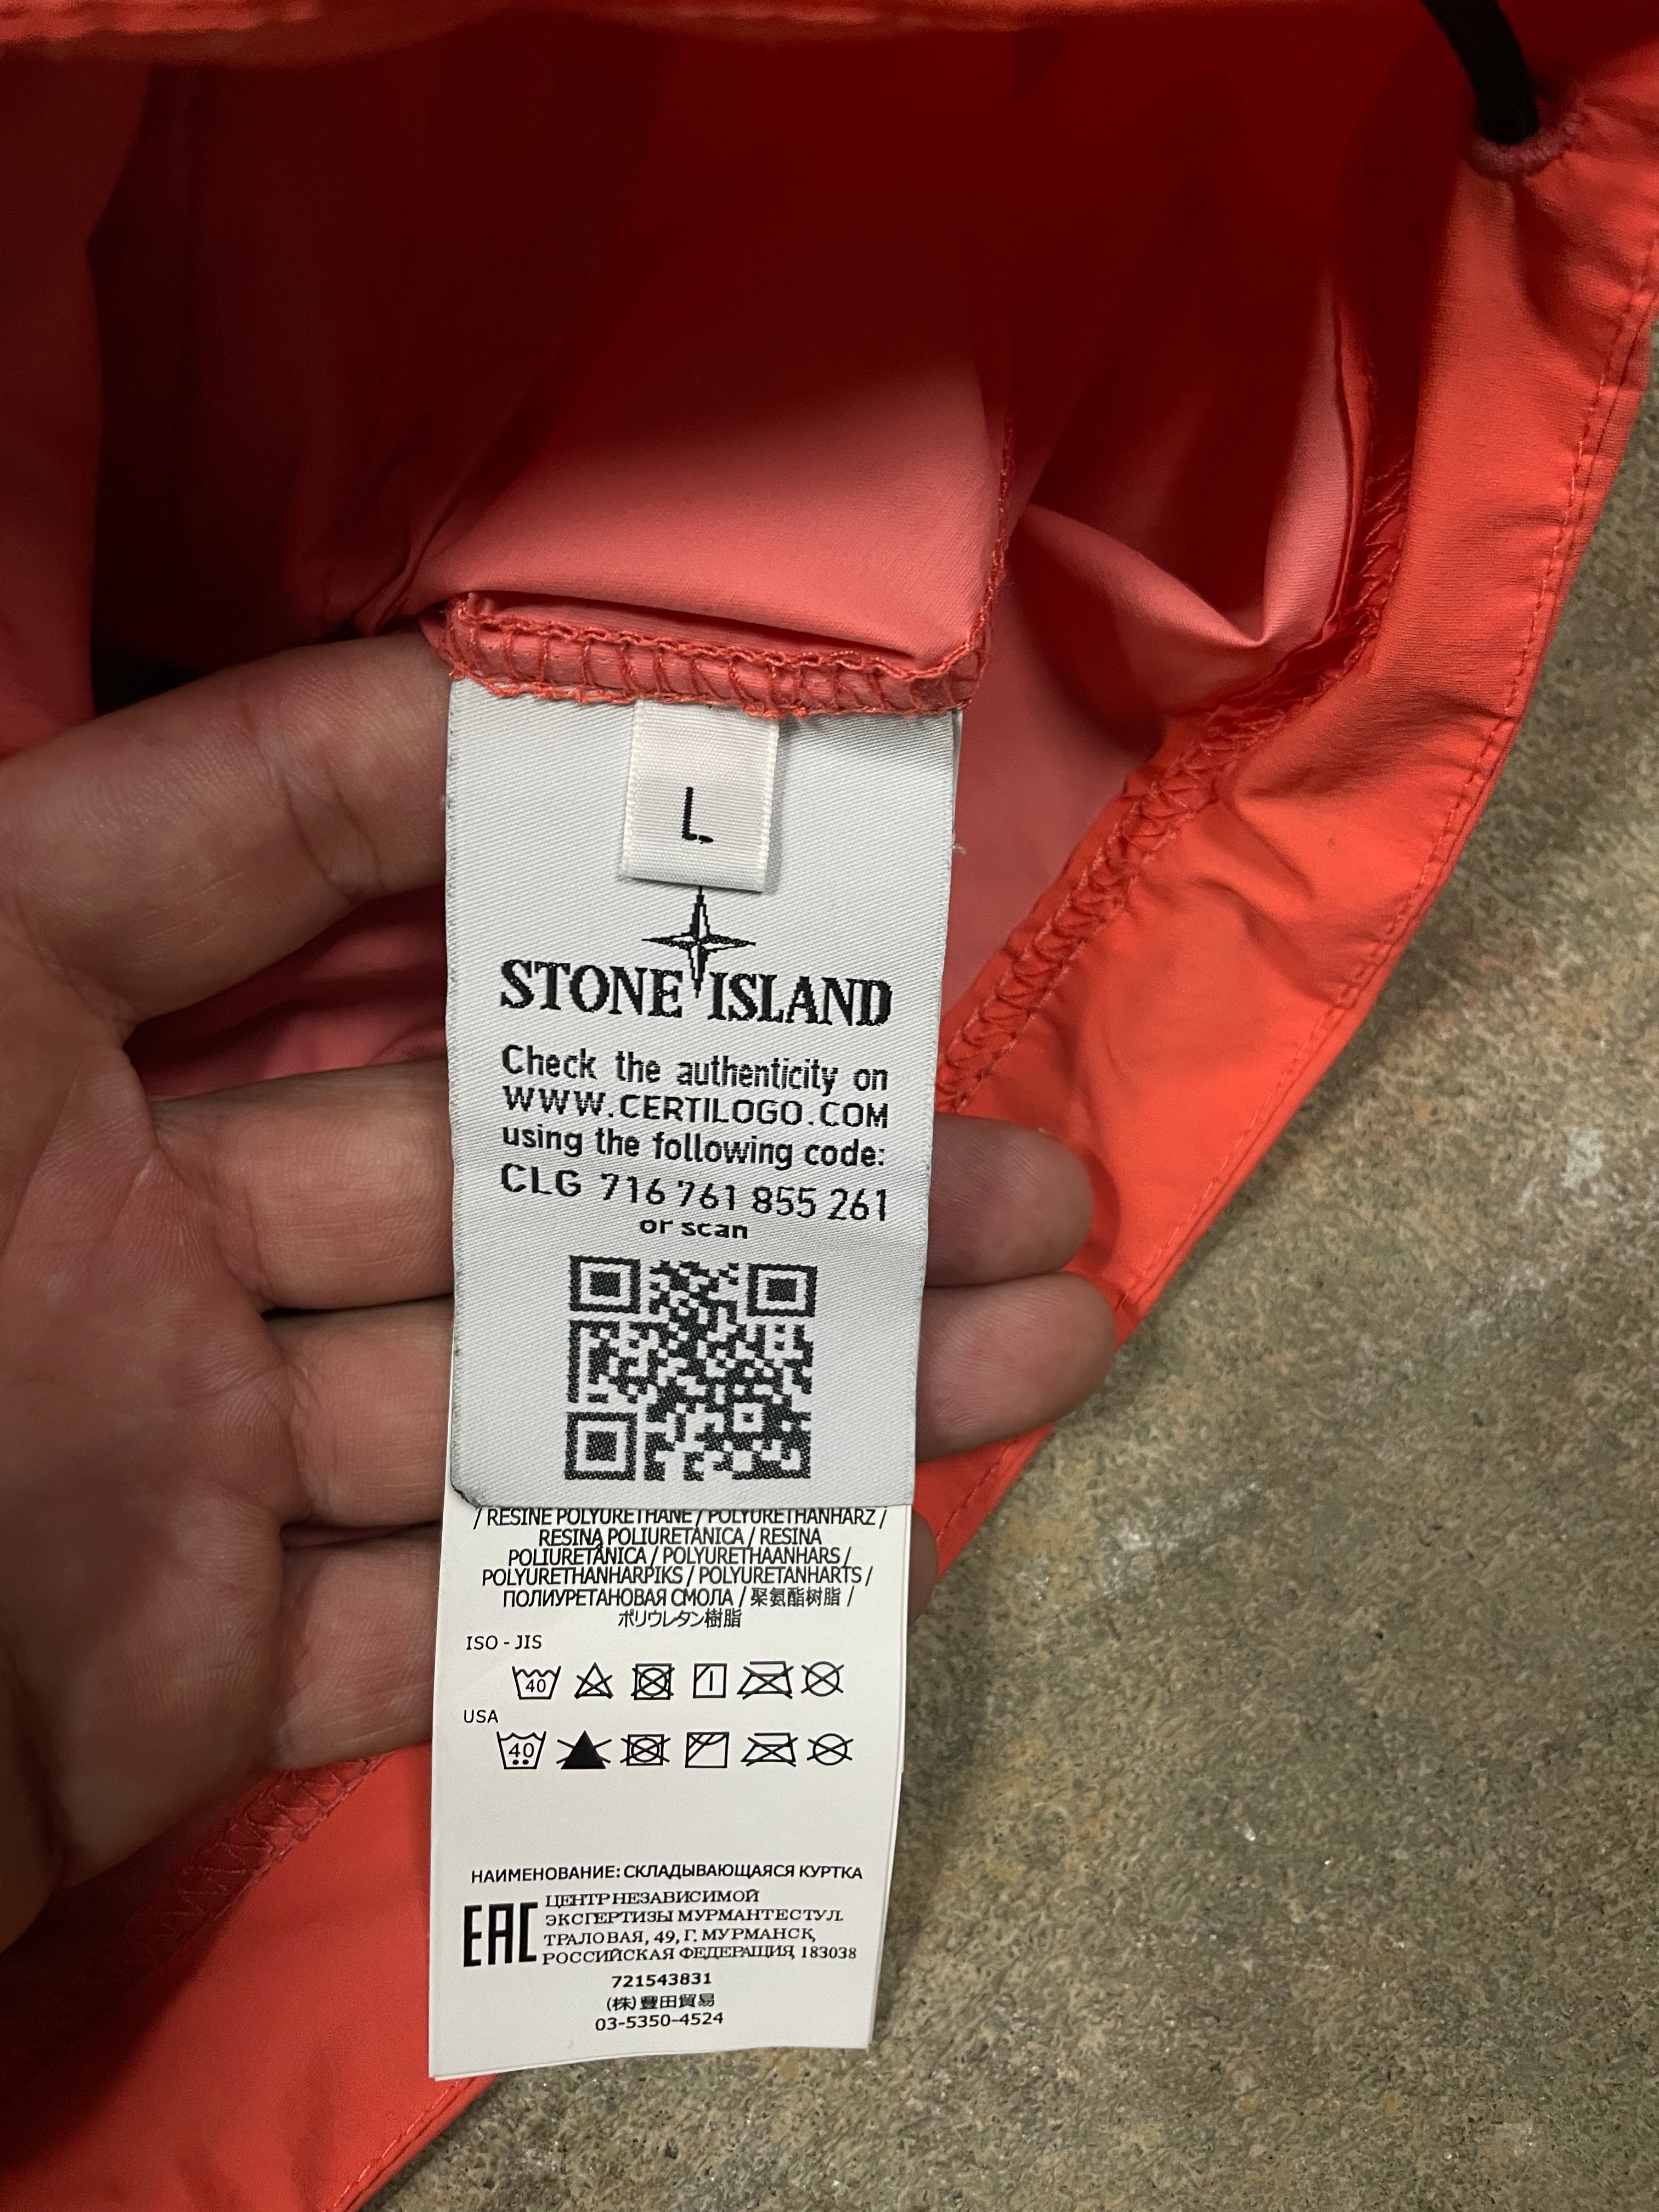 L
STONE ISLAND
Check the authenticity on
WWW.CERTILOGO.COM
using the following code:
CLG 716 761 855 261
or scan
/ RESINE POLYURETHANE / POLYURETHANHARZ /
RESINA POLIURETANICA / RESINA
POLIURETÂNICA / POLYURETHAANHARS /
POLYURETHANHARPIKS / POLYURETANHARTS /
ПОЛИУРЕТАНОВАЯ СМОЛА / 聚氨酯树脂 /
ポリウレタン樹脂
ISO - JIS
40
USA
40
НАИМЕНОВАНИЕ: СКЛАДЫВАЮЩАЯСЯ КУРТКА
EAC
ЦЕНТР НЕЗАВИСИМОЙ
ЭКСПЕРТИЗЫ МУРМАНТЕСТ УЛ.
ТРАЛОВАЯ, 49, Г. МУРМАНСК,
РОССИЙСКАЯ ФЕДЕРАЦИЯ, 183038
721543831
(株) 豊田貿易
03-5350-4524